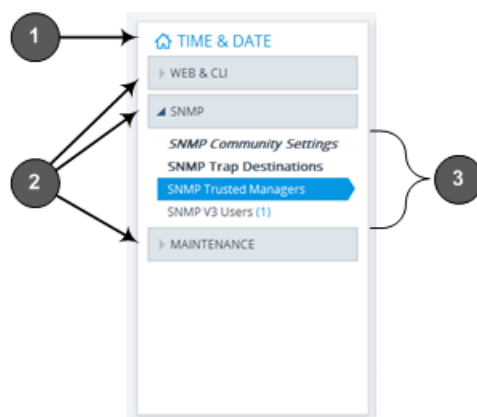 1
TIME & DATE
WEB & CLI
SNMP
SNMP Community Settings
SNMP Trap Destinations
SNMP Trusted Managers
SNMP V3 Users (1)
2
3
MAINTENANCE